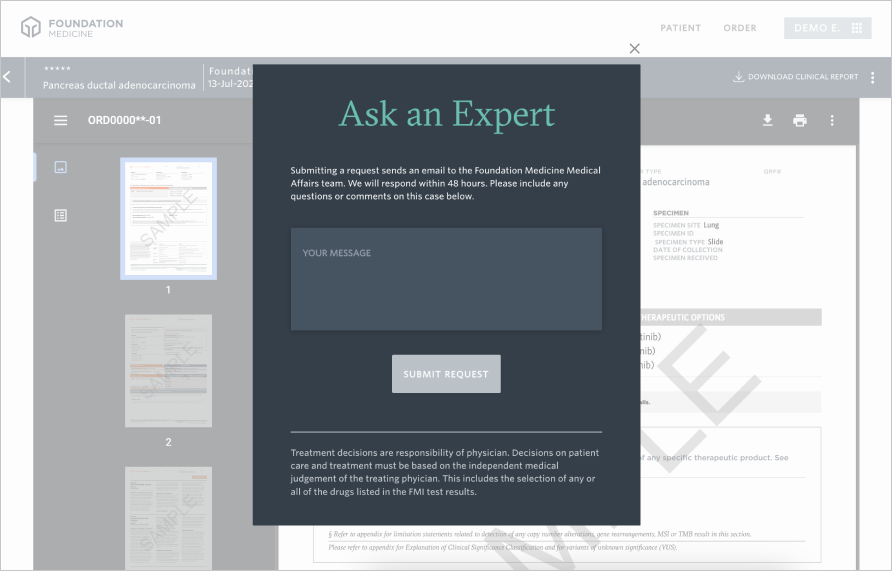 FOUNDATION
MEDICINE
PATIENT
ORDER
DEMO E.
*****
Pancreas ductal adenocarcinoma
Foundat
13-Jul-202
DOWNLOAD CLINICAL REPORT
ORD0000**-01
Ask an Expert
Submitting a request sends an email to the Foundation Medicine Medical
Affairs team. We will respond within 48 hours. Please include any
questions or comments on this case below.
YOUR MESSAGE
SUBMIT REQUEST
Treatment decisions are responsibility of physician. Decisions on patient
care and treatment must be based on the independent medical
judgement of the treating phyician. This includes the selection of any or
all of the drugs listed in the FMI test results.
SAMPLE
1
SAMPLE
2
SAMPLE
TYPE
adenocarcinoma
SPECIMEN
SPECIMEN SITE Lung
SPECIMEN ID
SPECIMEN TYPE Slide
DATE OF COLLECTION
SPECIMEN RECEIVED
HERAPEUTIC OPTIONS
tinib)
nib)
ib)
of any specific therapeutic product. See
§ Refer to appendix for limitation statements related to detection of any copy number alterations, gene rearrangements, MSI or TMB result in this section.
Please refer to appendix for Explanation of Clinical Significance Classification and for variants of unknown significance (VUS).